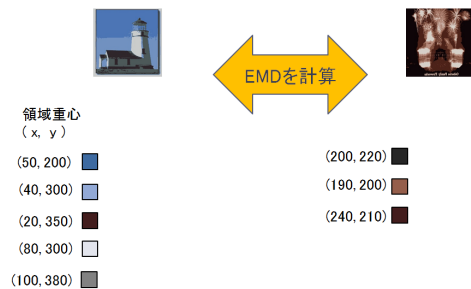 EMDを計算
領域重心
(x, y)
(50, 200)
(40, 300)
(20, 350)
(80, 300)
(100, 380)
(200, 220)
(190, 200)
(240, 210)